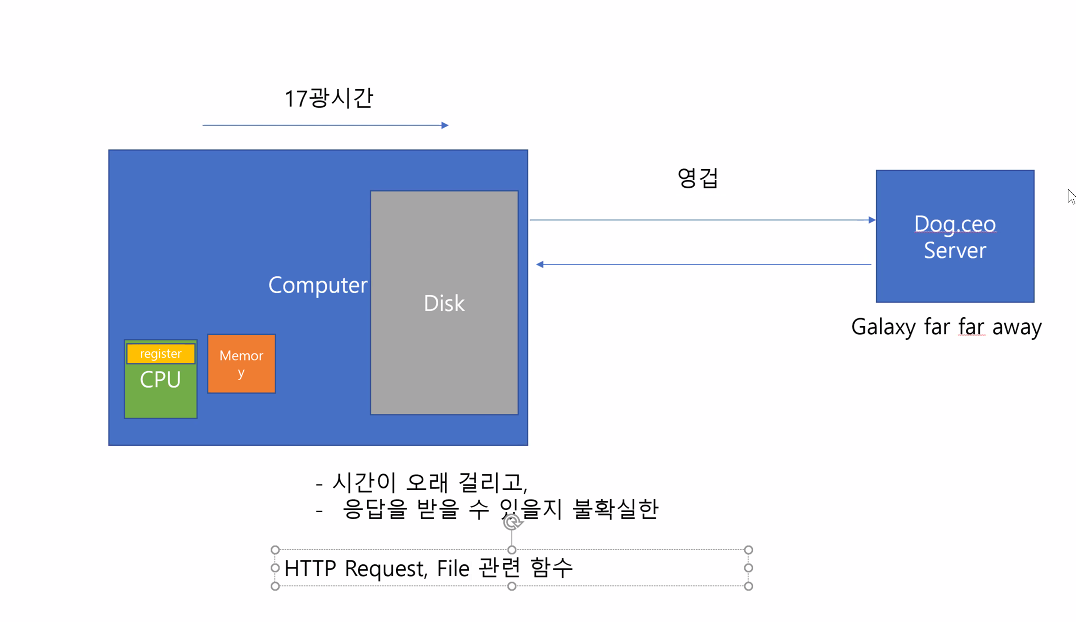 17광시간
영겁
Dog.ceo
Server
Computer
Disk
Galaxy far far away
register
CPU
Memor
y
- 시간이 오래 걸리고,
- 응답을 받을 수 있을지 불확실한
HTTP Request, File 관련 함수